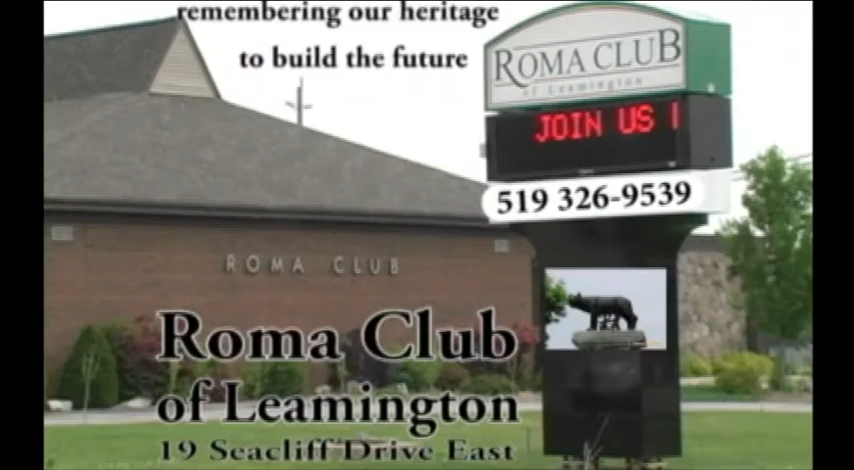 remembering our heritage
to build the future
ROMA CLUB
of Leamington
JOIN US
519 326-9539
ROMA CLUB
Roma Club
of Leamington
19 Seacliff Drive East